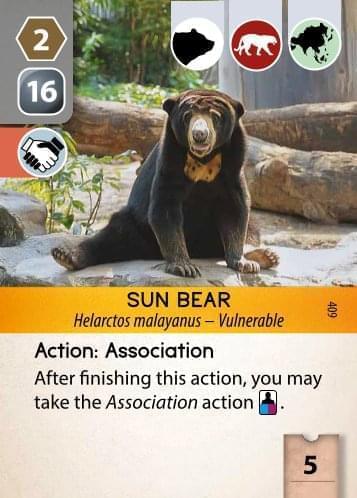 2
16
SUN BEAR
Helarctos malayanus – Vulnerable
409
Action: Association
After finishing this action, you may
take the Association action .
5